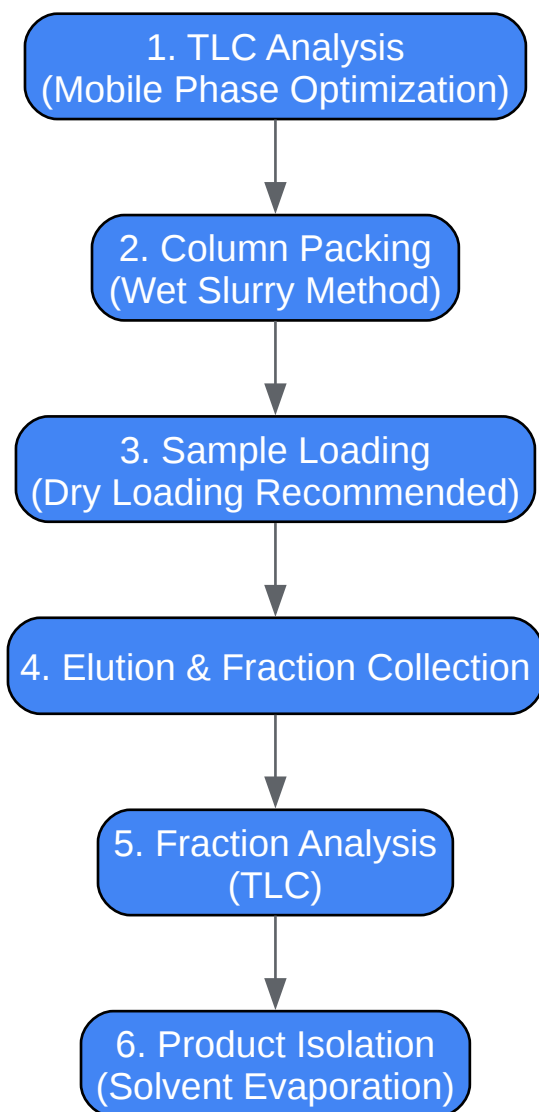 1. TLC Analysis
(Mobile Phase Optimization)
2. Column Packing
(Wet Slurry Method)
3. Sample Loading
(Dry Loading Recommended)
4. Elution & Fraction Collection
5. Fraction Analysis
(TLC)
6. Product Isolation
(Solvent Evaporation)